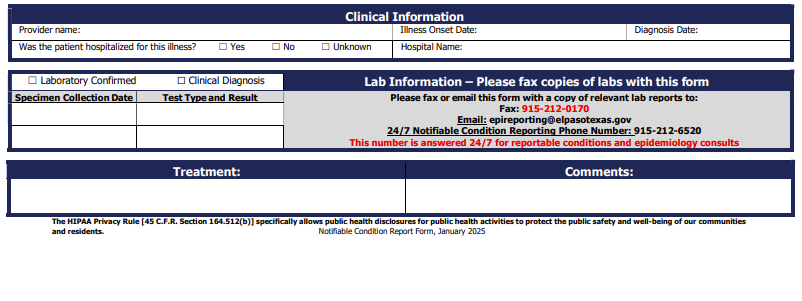 Clinical Information
Provider name: Illness Onset Date: Diagnosis Date:
Was the patient hospitalized for this illness? ☐ Yes ☐ No ☐ Unknown Hospital Name:
☐ Laboratory Confirmed ☐ Clinical Diagnosis
Lab Information – Please fax copies of labs with this form
Specimen Collection Date Test Type and Result
Please fax or email this form with a copy of relevant lab reports to:
Fax: 915-212-0170
Email: epireporting@elpasotexas.gov
24/7 Notifiable Condition Reporting Phone Number: 915-212-6520
This number is answered 24/7 for reportable conditions and epidemiology consults
Treatment: Comments:
The HIPAA Privacy Rule [45 C.F.R. Section 164.512(b)] specifically allows public health disclosures for public health activities to protect the public safety and well-being of our communities
and residents. Notifiable Condition Report Form, January 2025